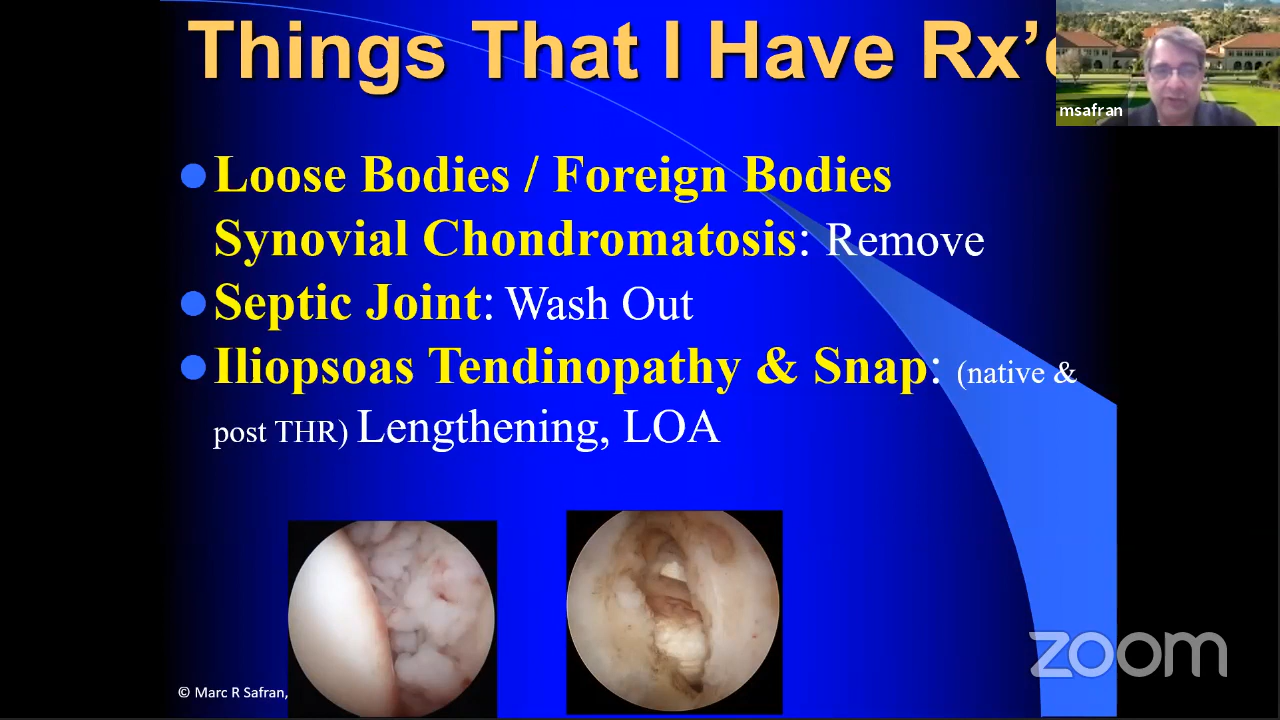 Things That I Have Rx'
msafran
Loose Bodies / Foreign Bodies
Synovial Chondromatosis: Remove
Septic Joint: Wash Out
Iliopsoas Tendinopathy & Snap: (native &
post THR) Lengthening, LOA
© Marc R Safran,
zoom